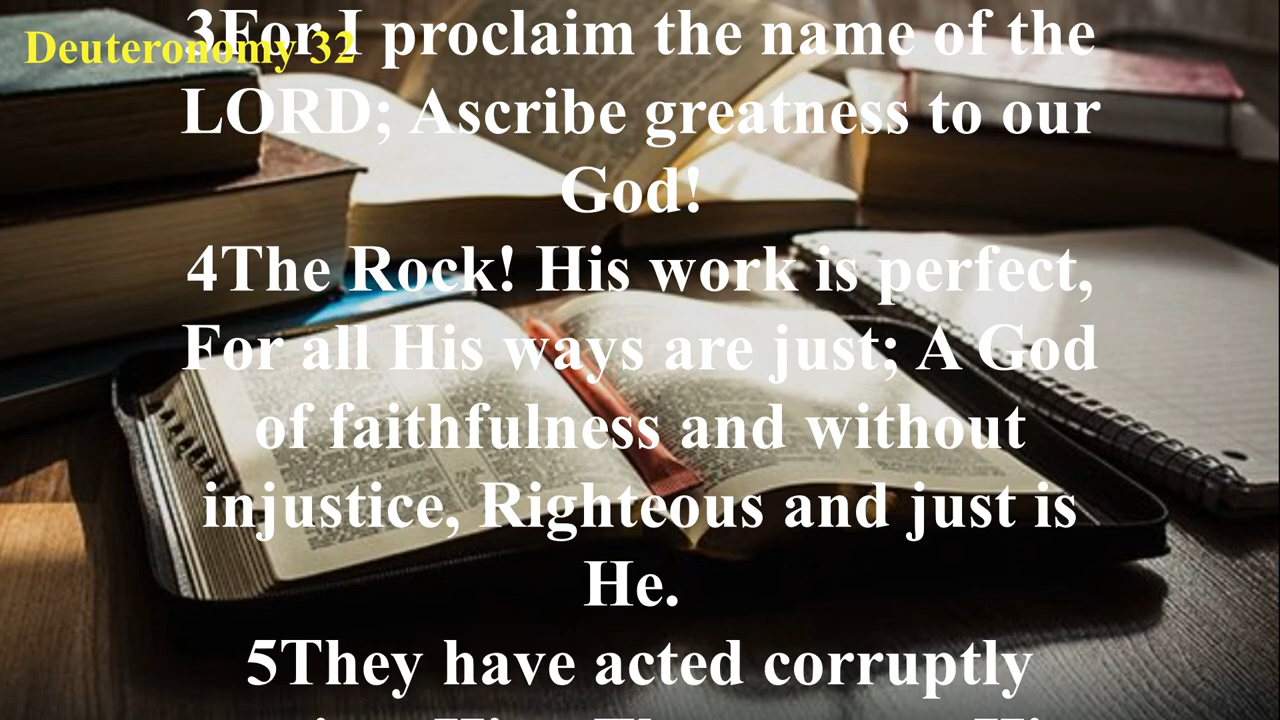 Deuteronomy 32
3For I proclaim the name of the
LORD; Ascribe greatness to our
God!
4The Rock! His work is perfect,
For all His ways are just; A God
of faithfulness and without
injustice, Righteous and just is
He.
5They have acted corruptly